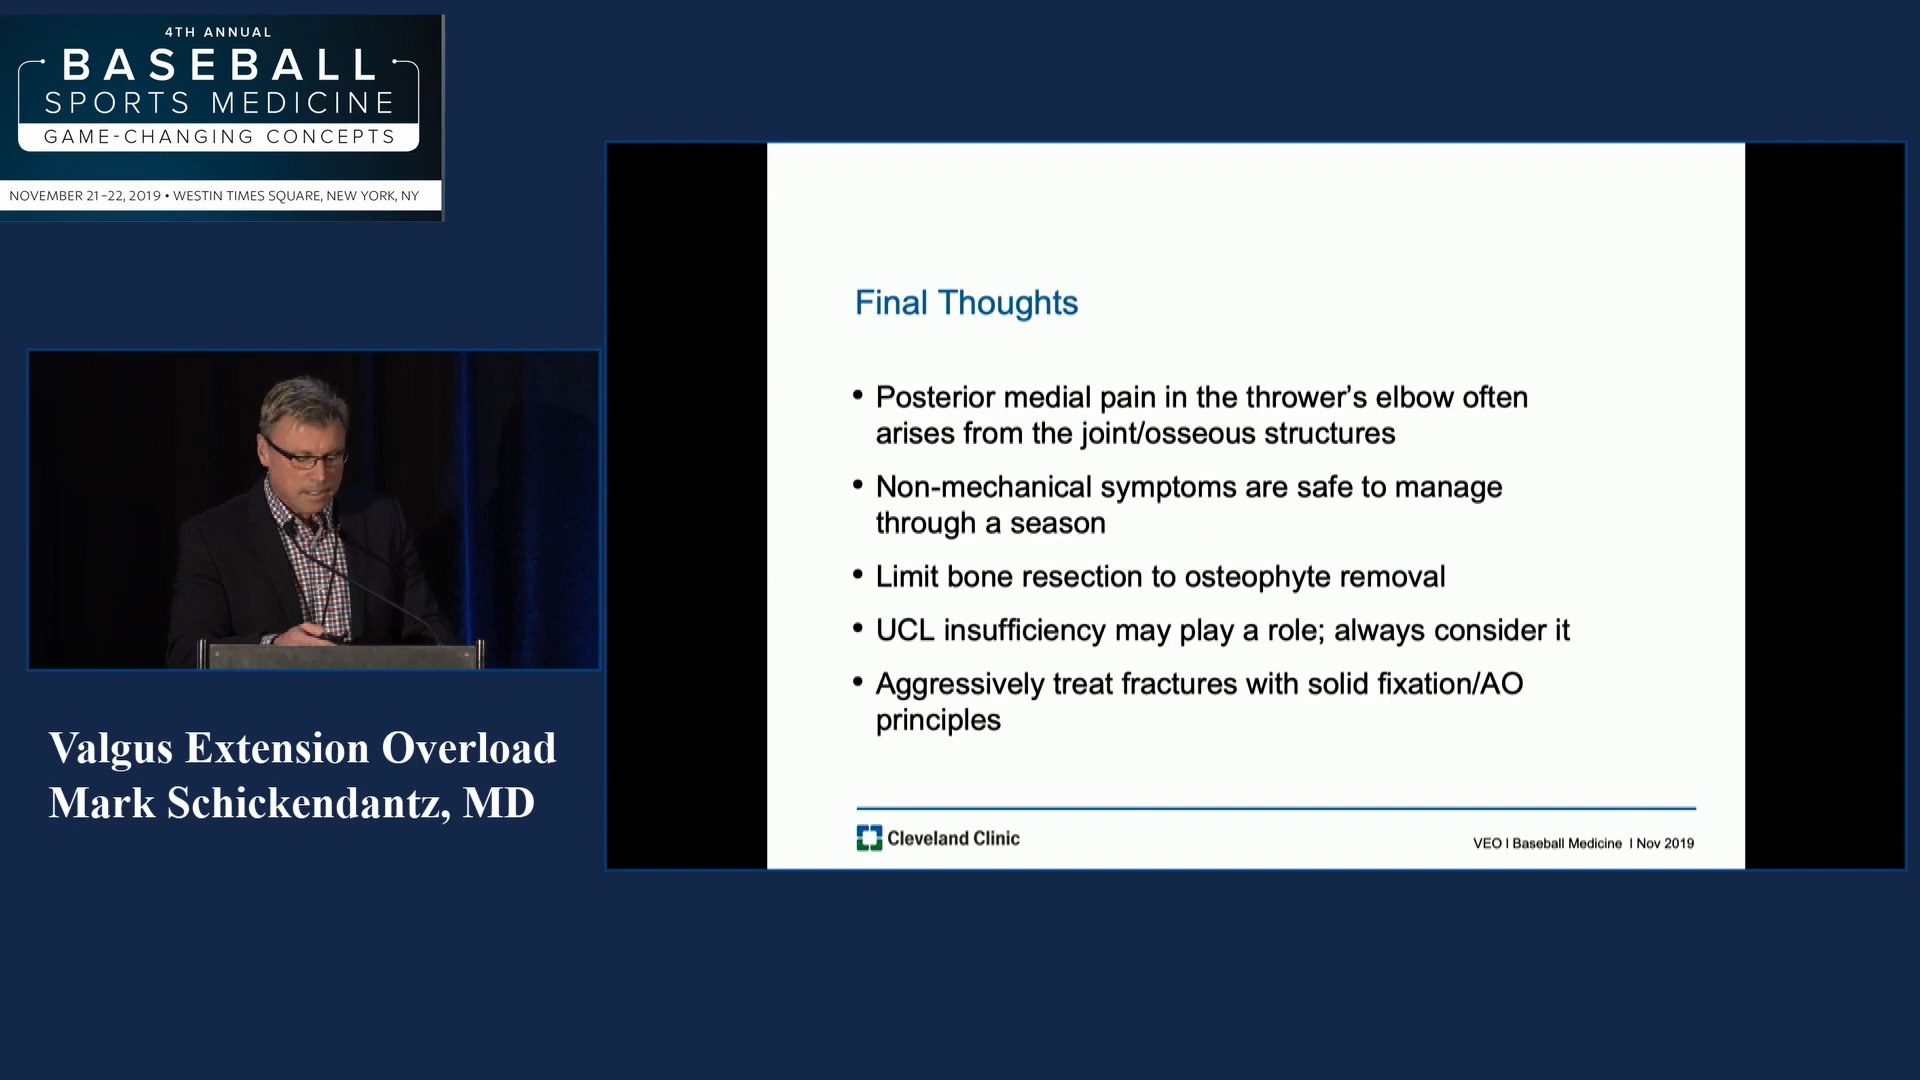 4TH ANNUAL
BASEBALL
SPORTS MEDICINE
GAME-CHANGING CONCEPTS
NOVEMBER 21-22, 2019 • WESTIN TIMES SQUARE, NEW YORK, NY
Final Thoughts
• Posterior medial pain in the thrower’s elbow often
arises from the joint/osseous structures
• Non-mechanical symptoms are safe to manage
through a season
• Limit bone resection to osteophyte removal
• UCL insufficiency may play a role; always consider it
• Aggressively treat fractures with solid fixation/AO
principles
Cleveland Clinic
VEO I Baseball Medicine I Nov 2019
Valgus Extension Overload
Mark Schickendantz, MD